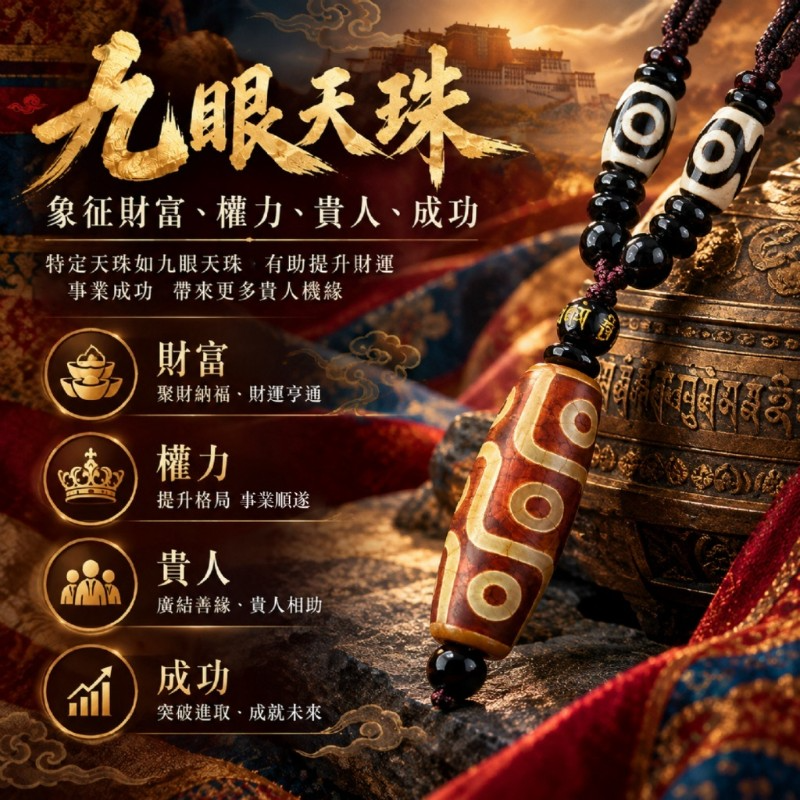 九眼天珠
象征財富、權力、貴人、成功
特定天珠如九眼天珠 有助提升財運
事業成功 帶來更多貴人機緣
財富
聚財納福、財運亨通
權力
提升格局 事業順遂
貴人
廣結善緣、貴人相助
成功
突破進取、成就未來